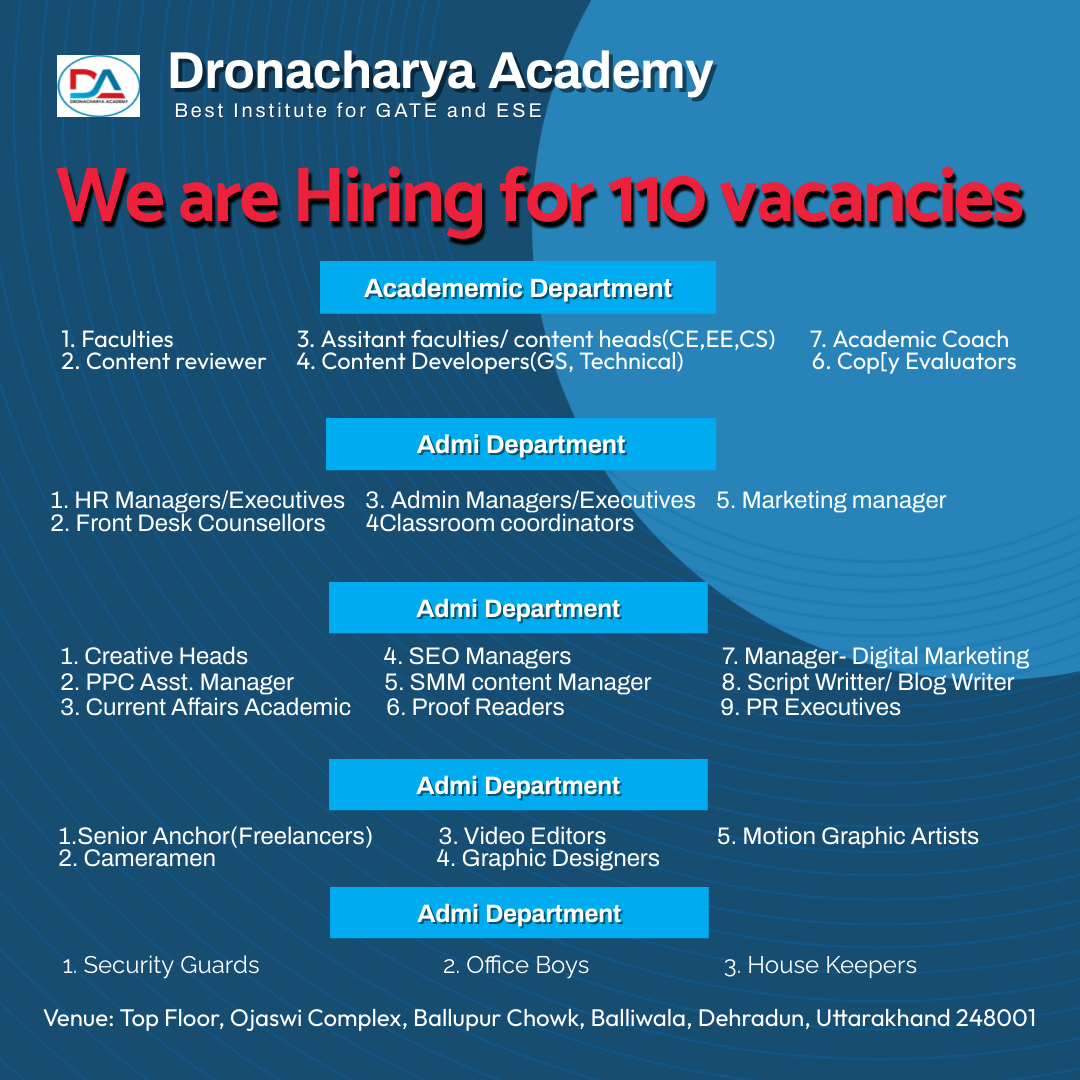 DA
DRONACHARYA ACADEMY
Dronacharya Academy
Best Institute for GATE and ESE
We are Hiring for 110 vacancies
Academemic Department
1. Faculties 3. Assitant faculties/ content heads(CE,EE,CS) 7. Academic Coach
2. Content reviewer 4. Content Developers(GS, Technical) 6. Cop[y Evaluators
Admi Department
1. HR Managers/Executives 3. Admin Managers/Executives 5. Marketing manager
2. Front Desk Counsellors 4Classroom coordinators
Admi Department
1. Creative Heads 4. SEO Managers 7. Manager- Digital Marketing
2. PPC Asst. Manager 5. SMM content Manager 8. Script Writter/ Blog Writer
3. Current Affairs Academic 6. Proof Readers 9. PR Executives
Admi Department
1.Senior Anchor(Freelancers) 3. Video Editors 5. Motion Graphic Artists
2. Cameramen 4. Graphic Designers
Admi Department
1. Security Guards 2. Office Boys 3. House Keepers
Venue: Top Floor, Ojaswi Complex, Ballupur Chowk, Balliwala, Dehradun, Uttarakhand 248001